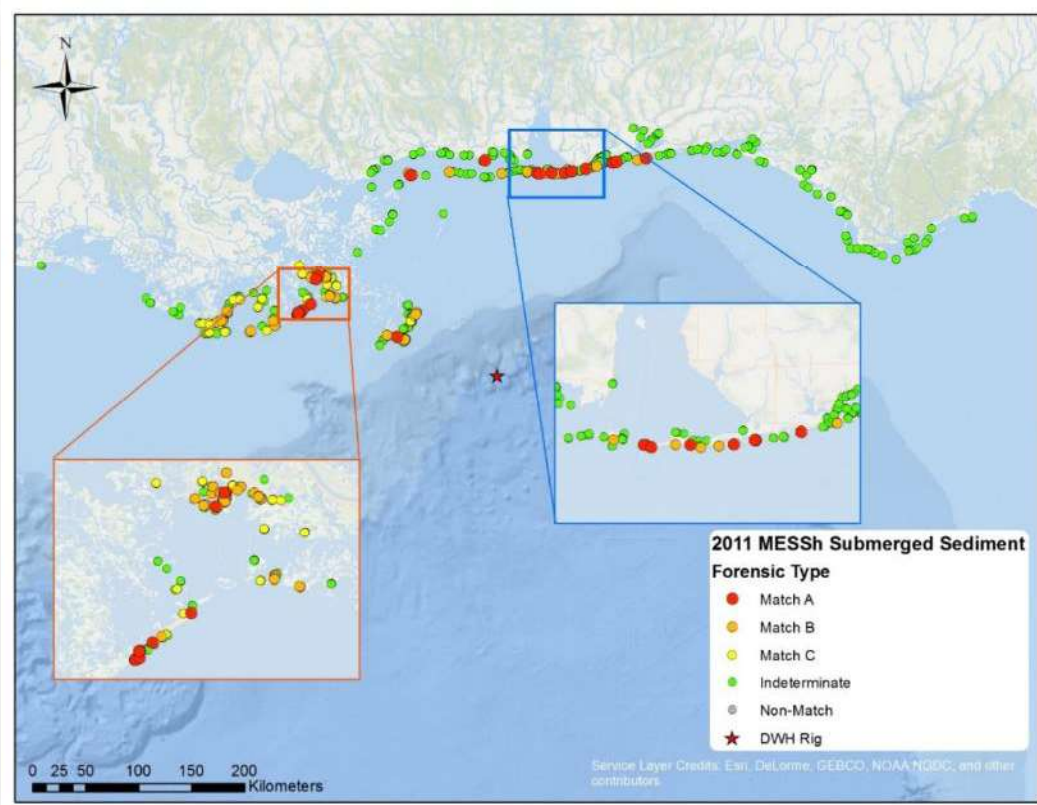 N
2011 MESSh Submerged Sediment
Forensic Type
Match A
Match B
Match C
Indeterminate
Non-Match
DWH Rig
0 25 50 100 150 200
Kilometers
Service Layer Credits: Esri, DeLorme, GEBCO, NOAA NGDC, and other
contributors